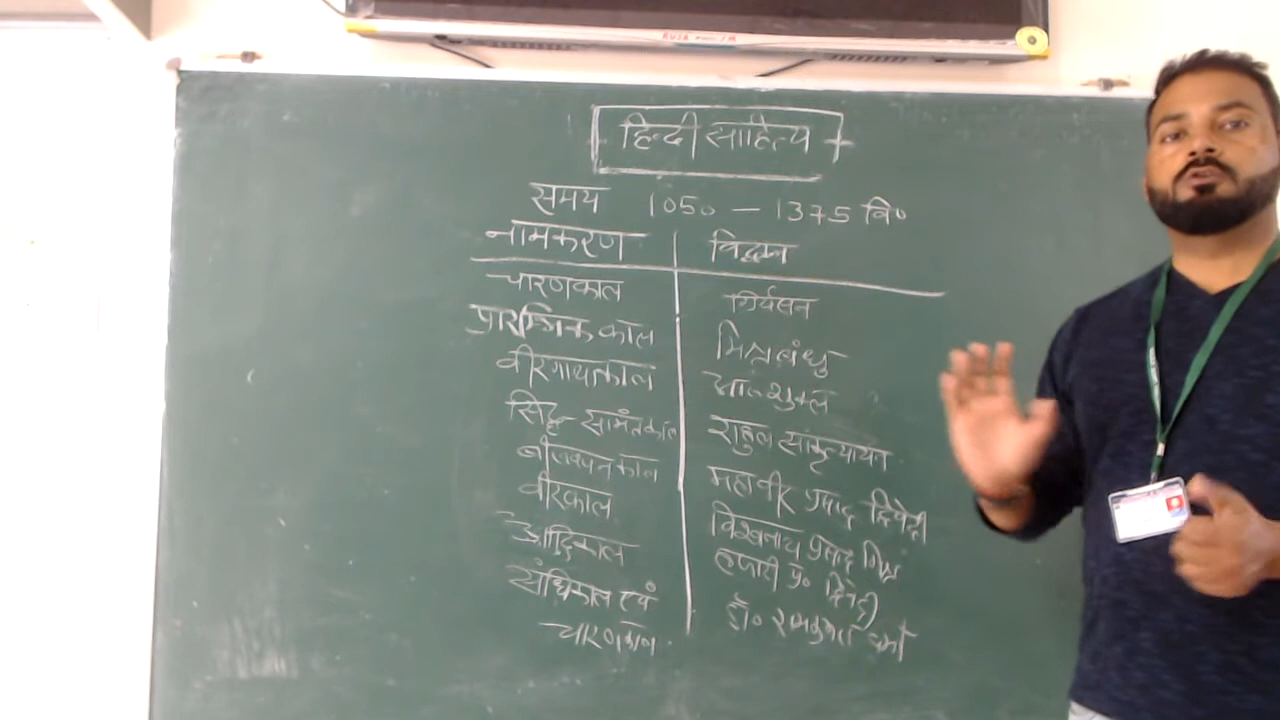 हिन्दी साहित्य
समय 1050 — 1375 वि०
नामकरण | विद्वान
चारणकाल | ग्रियर्सन
प्रारम्भिक काल | मिश्रबंधु
वीरगाथाकाल | आ० शुक्ल
सिद्ध - सामंतकाल | राहुल सांकृत्यायन
बीजवपन काल | महावीर प्रसाद द्विवेदी
वीरकाल | विश्वनाथ प्रसाद मिश्र
आदिकाल | हजारी प्र० द्विवेदी
संधिकाल एवं | डॉ० रामकुमार वर्मा
चारणकाल